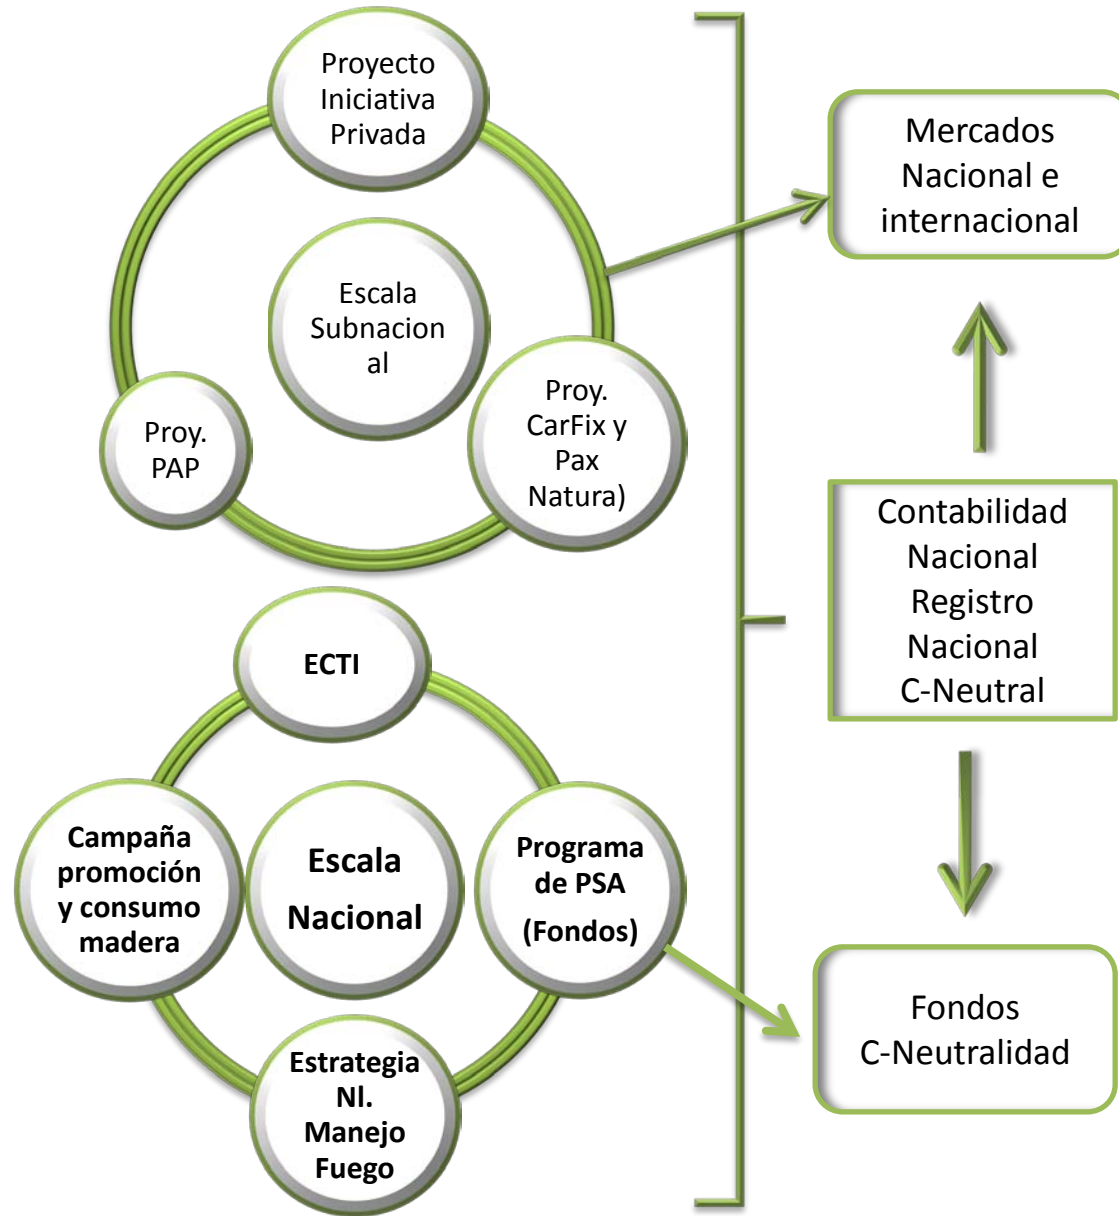 Proyecto
Iniciativa
Privada
Escala
Subnacion
al
Proy.
PAP
Proy.
CarFix y
Pax
Natura)
ECTI
Campaña
promoción
y consumo
madera
Escala
Nacional
Programa
de PSA
(Fondos)
Estrategia
Nl.
Manejo
Fuego
Mercados
Nacional e
internacional
Contabilidad
Nacional
Registro
Nacional
C-Neutral
Fondos
C-Neutralidad